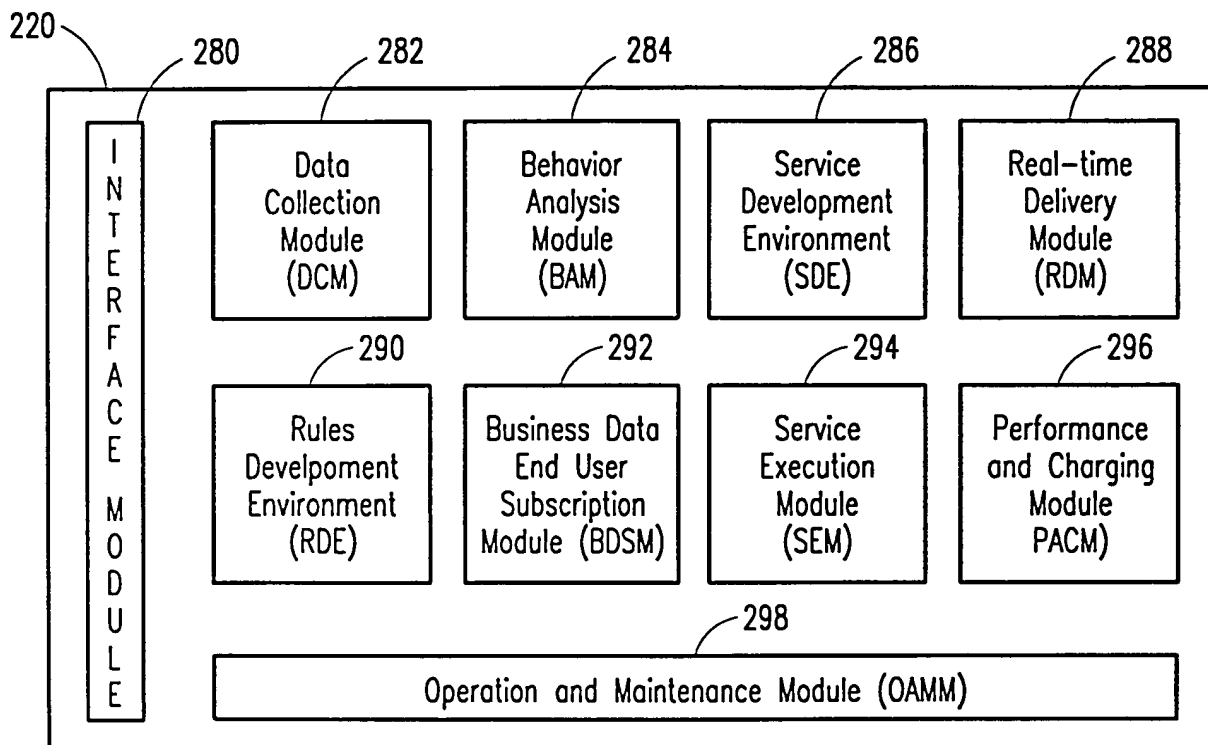 220
280
282
284
286
288
INTERFACE MODULE
Data
Collection
Module
(DCM)
Behavior
Analysis
Module
(BAM)
Service
Development
Environment
(SDE)
Real-time
Delivery
Module
(RDM)
290
292
294
296
Rules
Develpoment
Environment
(RDE)
Business Data
End User
Subscription
Module (BDSM)
Service
Execution
Module
(SEM)
Performance
and Charging
Module
PACM)
298
Operation and Maintenance Module (OAMM)